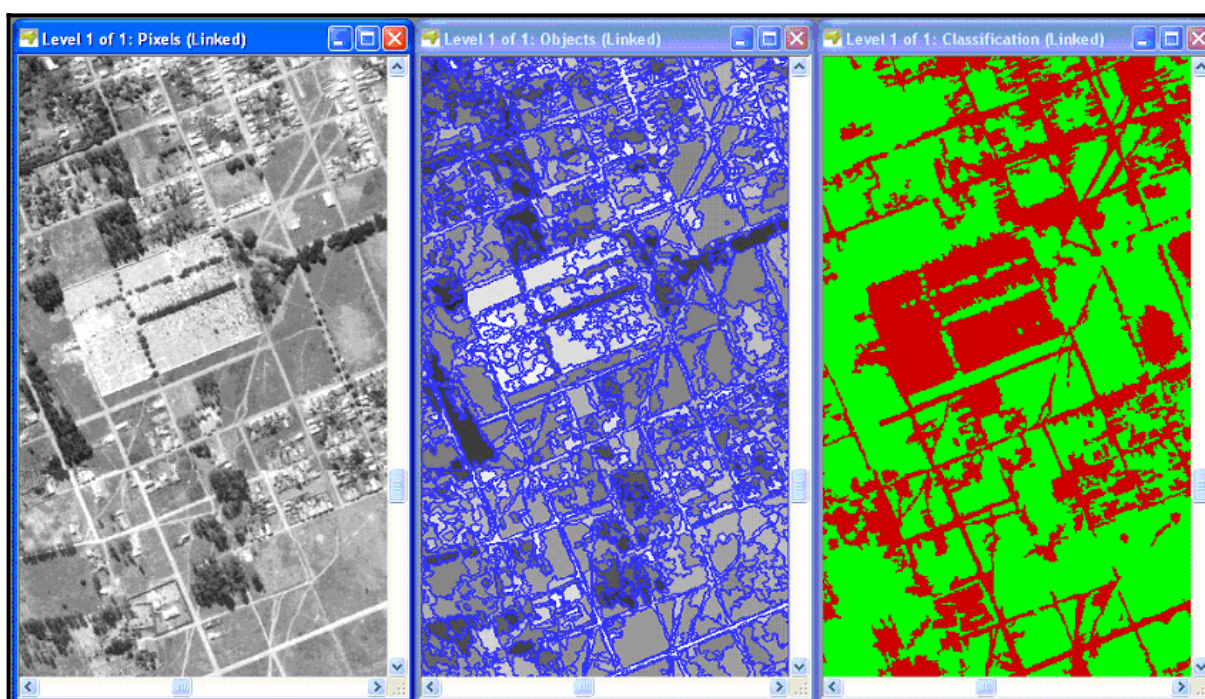 Level 1 of 1: Pixels (Linked)
Level 1 of 1: Objects (Linked)
Level 1 of 1: Classification (Linked)